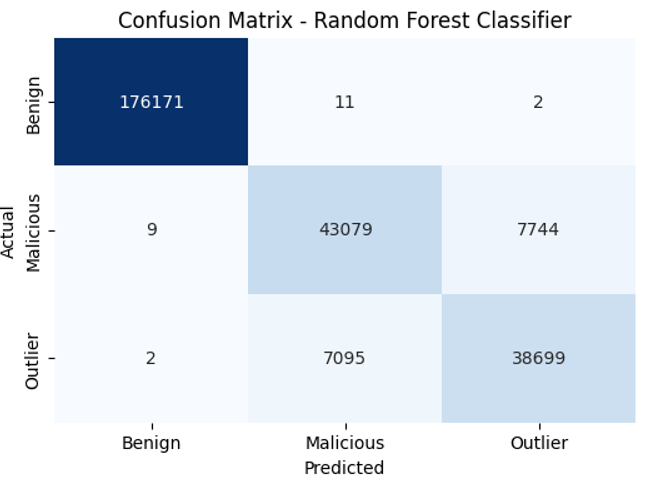 Confusion Matrix - Random Forest Classifier
Actual
Benign
176171 11 2
Malicious
9 43079 7744
Outlier
2 7095 38699
Benign Malicious Outlier
Predicted